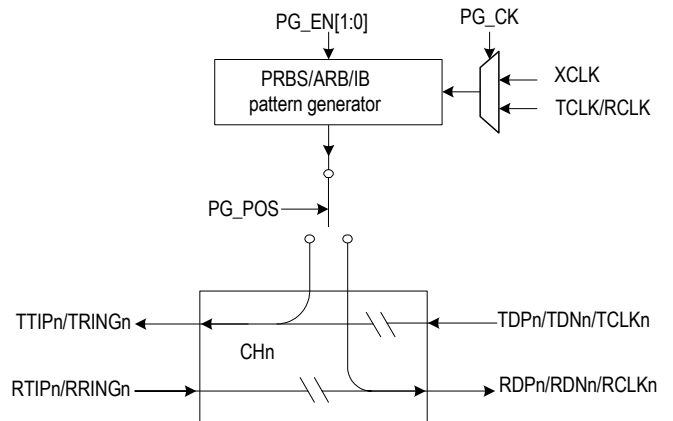 PG_EN[1:0]
PG_CK
PRBS/ARB/IB
pattern generator
XCLK
TCLK/RCLK
PG_POS
TTIPn/TRINGn
TDPn/TDNn/TCLKn
CHn
RTIPn/RRINGn
RDPn/RDNn/RCLKn